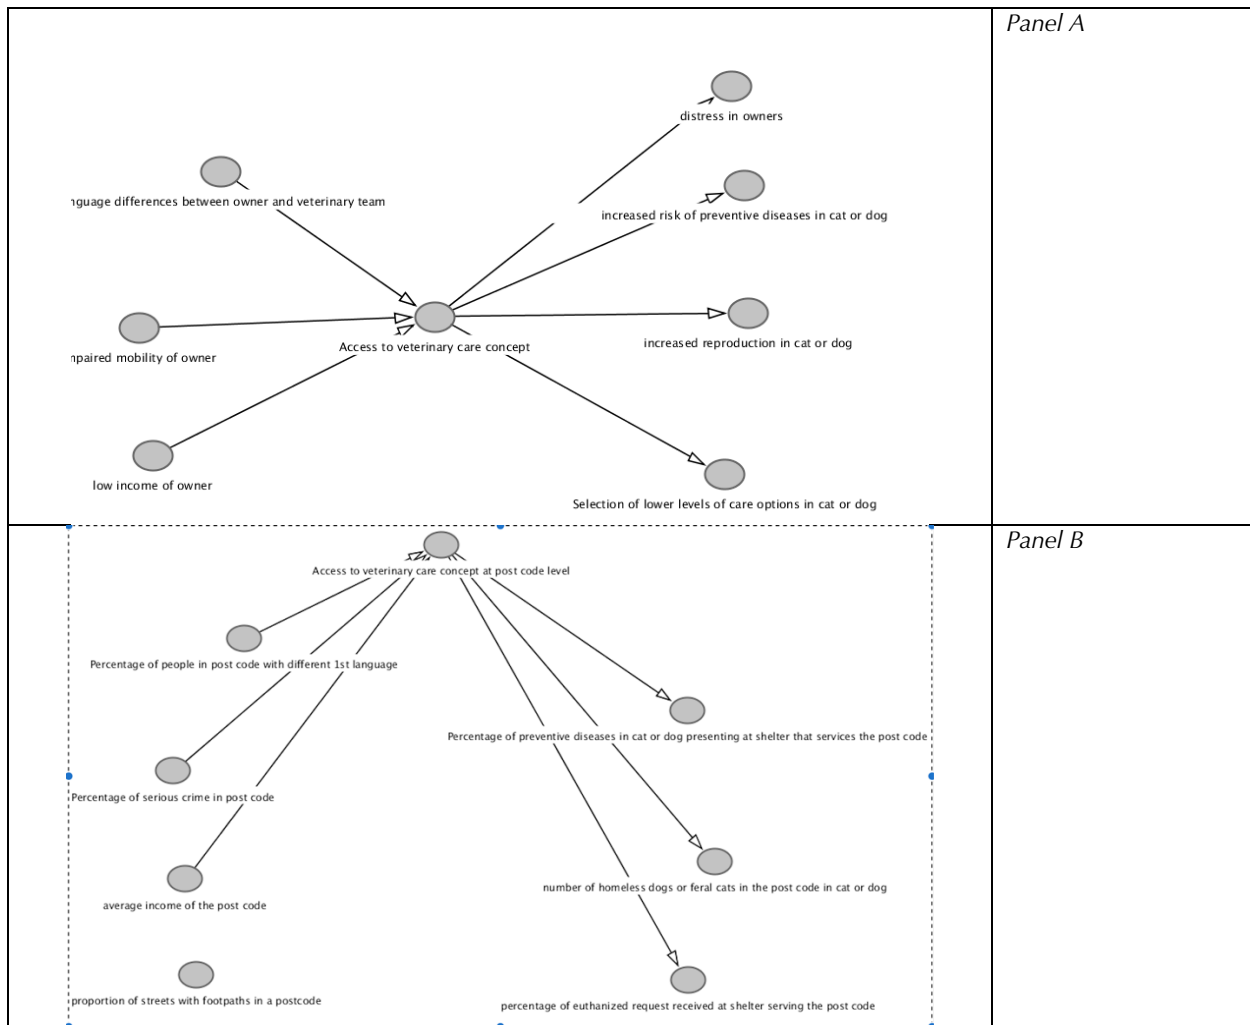 Panel A
distress in owners
nguage differences between owner and veterinary team
increased risk of preventive diseases in cat or dog
increased reproduction in cat or dog
Access to veterinary care concept
npaired mobility of owner
low income of owner
Selection of lower levels of care options in cat or dog
Panel B
Access to veterinary care concept at post code level
Percentage of people in post code with different 1st language
Percentage of preventive diseases in cat or dog presenting at shelter that services the post code
Percentage of serious crime in post code
number of homeless dogs or feral cats in the post code in cat or dog
average income of the post code
proportion of streets with footpaths in a postcode
percentage of euthanized request received at shelter serving the post code